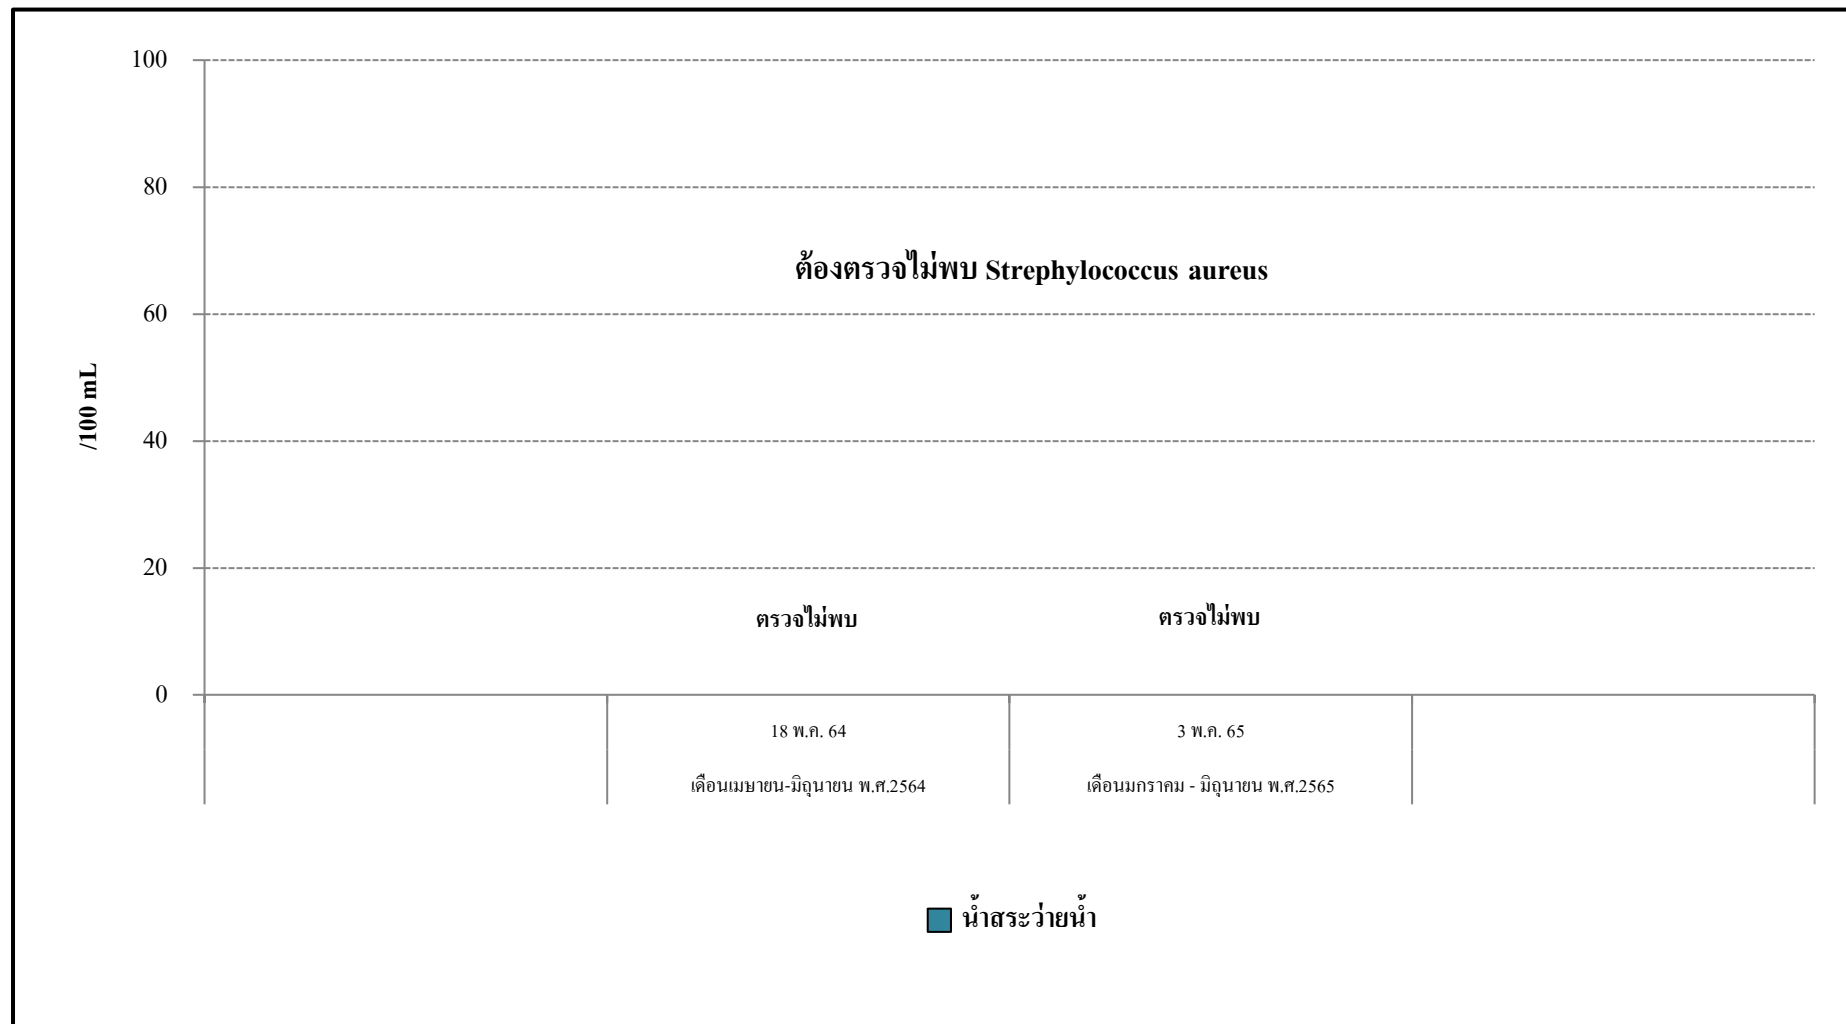 100
80
ต้องตรวจไม่พบ Strephylococcus aureus
60
/100 mL
40
20
ตรวจไม่พบ ตรวจไม่พบ
0
18 พ.ค. 64 3 พ.ค. 65
เดือนเมษายน-มิถุนายน พ.ศ.2564 เดือนมกราคม - มิถุนายน พ.ศ.2565
น้ำสระว่ายน้ำ